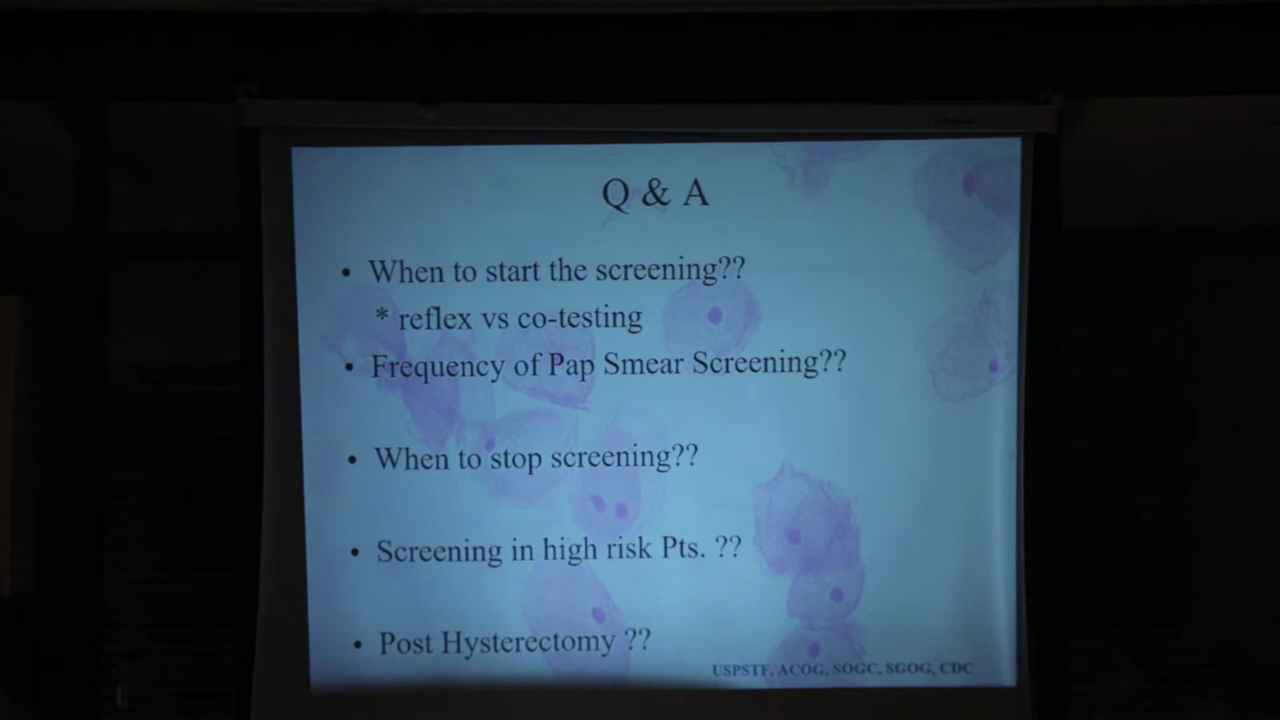 Q & A
• When to start the screening??
* reflex vs co-testing
• Frequency of Pap Smear Screening??
• When to stop screening??
• Screening in high risk Pts. ??
• Post Hysterectomy ??
USPSTF, ACOG, SOGC, SGOG, CDC